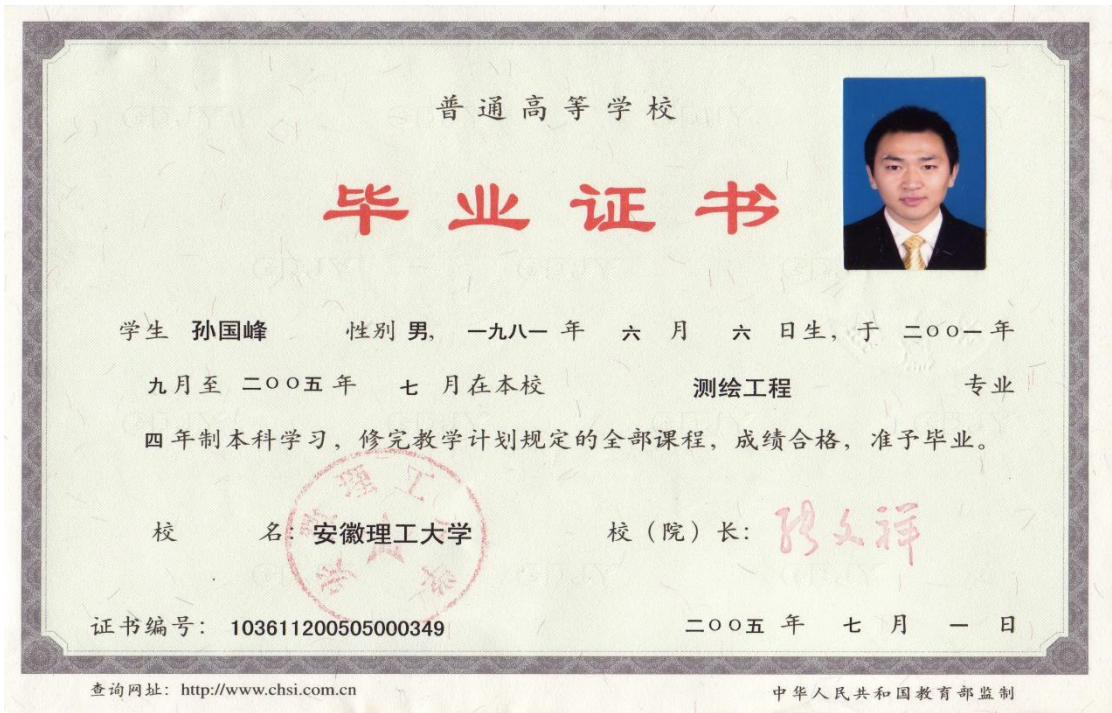 普通高等学校
毕业证书
学生 孙国峰 性别 男, 一九八一 年 六 月 六 日生, 于 二○○一 年
九 月至 二○○五 年 七 月在本校 测绘工程 专业
四 年制本科学习, 修完教学计划规定的全部课程, 成绩合格, 准予毕业。
校 名: 安徽理工大学 校 (院) 长:
安徽理工大学
证书编号: 103611200505000349 二○○五 年 七 月 一 日
查询网址: http://www.chsi.com.cn 中华人民共和国教育部监制